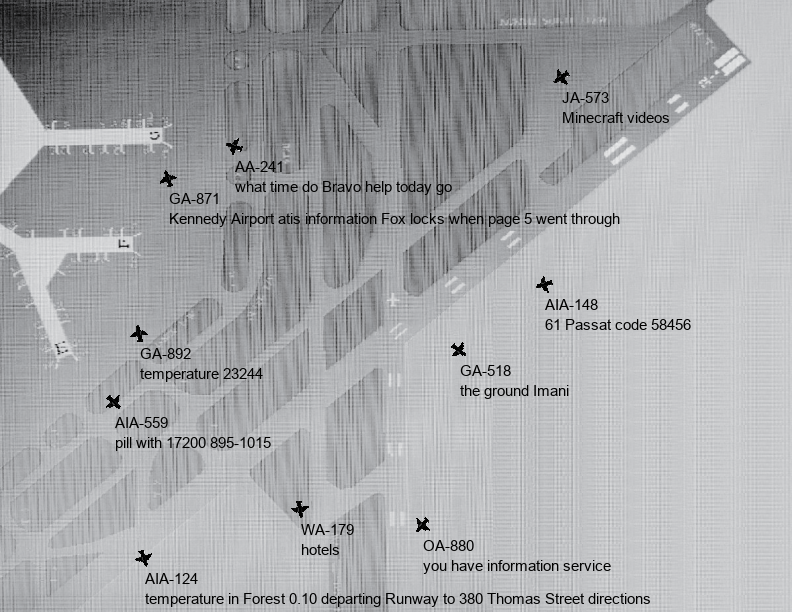 JA-573
Minecraft videos
AA-241
what time do Bravo help today go
GA-871
Kennedy Airport atis information Fox locks when page 5 went through
AIA-148
61 Passat code 58456
GA-892
temperature 23244
GA-518
the ground Imani
AIA-559
pill with 17200 895-1015
WA-179
hotels
OA-880
you have information service
AIA-124
temperature in Forest 0.10 departing Runway to 380 Thomas Street directions